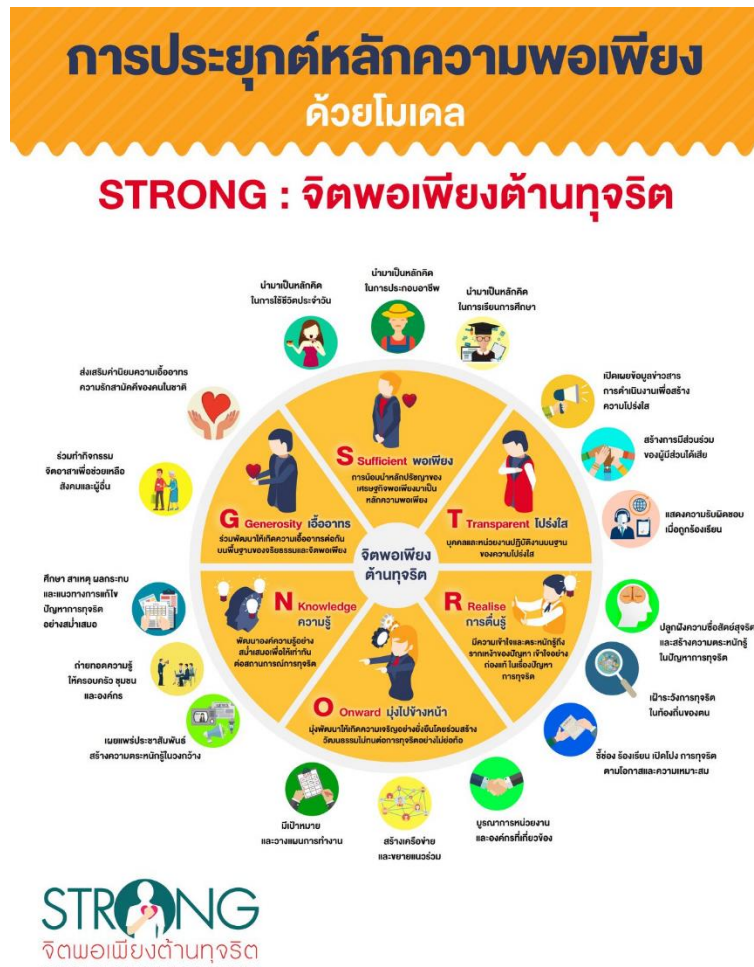 การประยุกต์หลักความพอเพียง
ด้วยโมเดล
STRONG : จิตพอเพียงต้านทุจริต
นำมาเป็นหลักคิด
ในการใช้ชีวิตประจำวัน
นำมาเป็นหลักคิด
ในการประกอบอาชีพ
นำมาเป็นหลักคิด
ในการเรียนการศึกษา
S Sufficient พอเพียง
การน้อมนำหลักปรัชญาของ
เศรษฐกิจพอเพียงมาเป็น
หลักความพอเพียง
เปิดเผยข้อมูลข่าวสาร
การดำเนินงานเพื่อสร้าง
ความโปร่งใส
สร้างการมีส่วนร่วม
ของผู้มีส่วนได้เสีย
แสดงความรับผิดชอบ
เมื่อถูกร้องเรียน
T Transparent โปร่งใส
บุคคลและหน่วยงานปฏิบัติงานบนฐาน
ของความโปร่งใส
R Realise
การตื่นรู้
มีความเข้าใจและตระหนักรู้ถึง
รากเหง้าของปัญหา เข้าใจอย่าง
ถ่องแท้ ในเรื่องปัญหา
การทุจริต
ปลูกฝังความซื่อสัตย์สุจริต
และสร้างความตระหนักรู้
ในปัญหาการทุจริต
เฝ้าระวังการทุจริต
ในท้องถิ่นของตน
ชี้ช่อง ร้องเรียน เปิดโปง การทุจริต
ตามโอกาสและความเหมาะสม
O Onward มุ่งไปข้างหน้า
มุ่งพัฒนาให้เกิดความเจริญอย่างยั่งยืนโดยร่วมสร้าง
วัฒนธรรมไม่ทนต่อการทุจริตอย่างไม่ย่อท้อ
บูรณาการหน่วยงาน
และองค์กรที่เกี่ยวข้อง
สร้างเครือข่าย
และขยายแนวร่วม
มีเป้าหมาย
และวางแผนการทำงาน
N Knowledge
ความรู้
พัฒนาองค์ความรู้อย่าง
สม่ำเสมอเพื่อให้เท่าทัน
ต่อสถานการณ์การทุจริต
ศึกษา สาเหตุ ผลกระทบ
และแนวทางการแก้ไข
ปัญหาการทุจริต
อย่างสม่ำเสมอ
ถ่ายทอดความรู้
ให้ครอบครัว ชุมชน
และองค์กร
เผยแพร่ประชาสัมพันธ์
สร้างความตระหนักรู้ในวงกว้าง
G Generosity เอื้ออาทร
ร่วมพัฒนาให้เกิดความเอื้ออาทรต่อกัน
บนพื้นฐานของจริยธรรมและจิตพอเพียง
ส่งเสริมค่านิยมความเอื้ออาทร
ความรักสามัคคีของคนในชาติ
ร่วมทำกิจกรรม
จิตอาสาเพื่อช่วยเหลือ
สังคมและผู้อื่น
จิตพอเพียง
ต้านทุจริต
STRONG
จิตพอเพียงต้านทุจริต